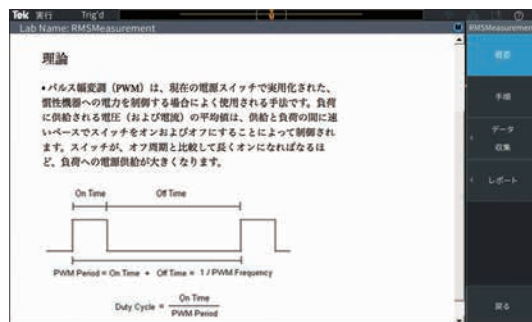 Tek 実行 Trig'd
Lab Name: RMSMeasurement
RMSMeasurement
理論
•パルス幅変調（PWM）は、現在の電源スイッチで実用化された、
慣性機器への電力を制御する場合によく使用される手法です。負荷
に供給される電圧（および電流）の平均値は、供給と負荷の間に速
いペースでスイッチをオンおよびオフにすることによって制御され
ます。スイッチが、オフ周期と比較して長くオンになればなるほ
ど、負荷への電源供給が大きくなります。
On Time Off Time
PWM Period = On Time + Off Time = 1 / PWM Frequency
Duty Cycle = On Time
PWM Period
概要
手順
データ
収集
レポート
戻る